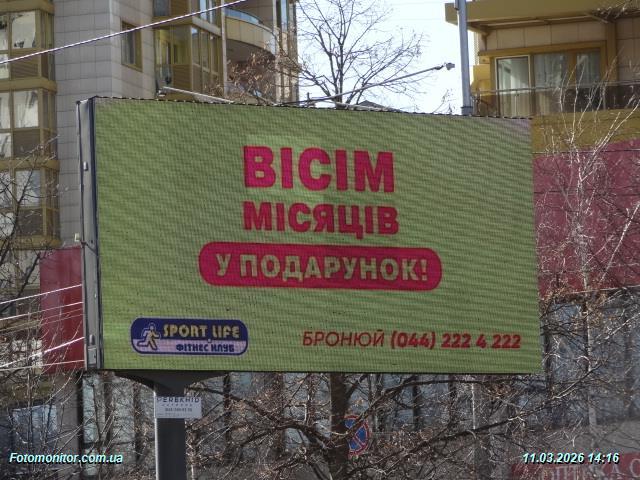 ВІСІМ
МІСЯЦІВ
У ПОДАРУНОК!
SPORT LIFE
ФІТНЕС КЛУБ
БРОНЮЙ (044) 222 4 222
PEREKHID
Fotomonitor.com.ua
11.03.2026 14:16